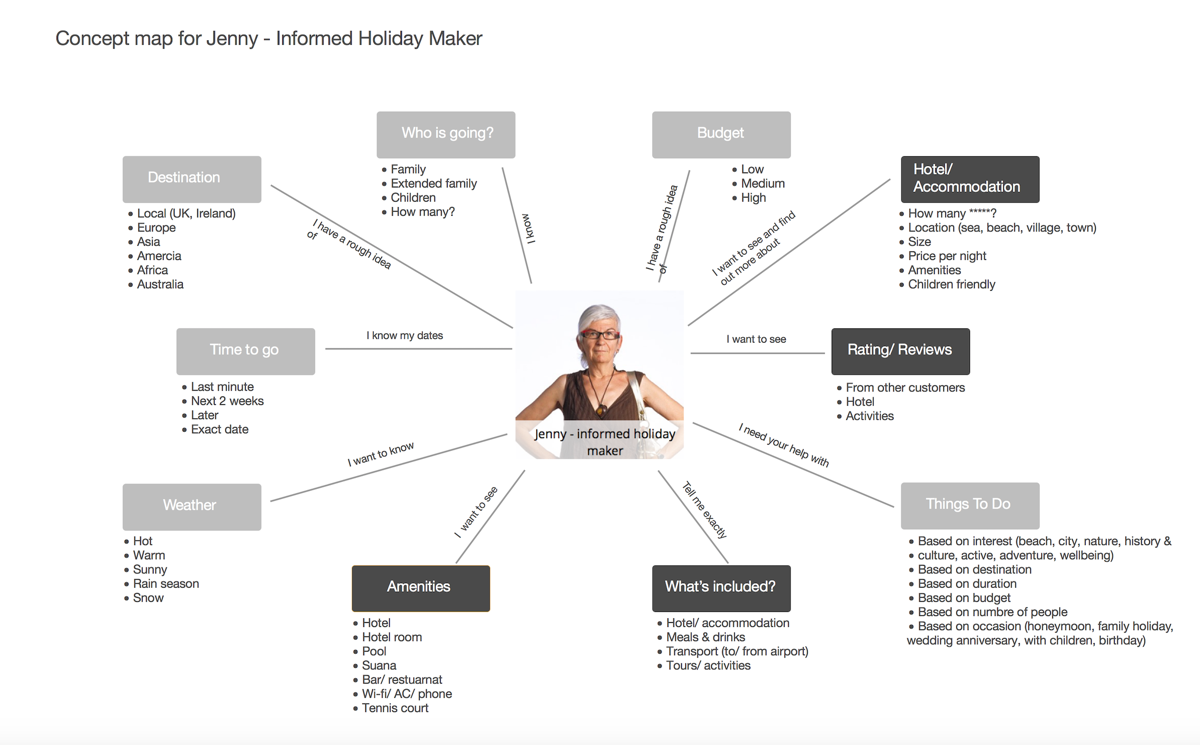 Concept map for Jenny - Informed Holiday Maker
Who is going?
• Family
• Extended family
• Children
• How many?
Budget
• Low
• Medium
• High
Destination
• Local (UK, Ireland)
• Europe
• Asia
• Amercia
• Africa
• Australia
Hotel/
Accommodation
• How many *****?
• Location (sea, beach, village, town)
• Size
• Price per night
• Amenities
• Children friendly
I have a rough idea
of
I know
I have a rough idea
of
I want to see and find
out more about
Time to go
• Last minute
• Next 2 weeks
• Later
• Exact date
I know my dates
Jenny - informed holiday
maker
I want to see
Rating/ Reviews
• From other customers
• Hotel
• Activities
I want to know
I want to see
Tell me exactly
I need your help with
Weather
• Hot
• Warm
• Sunny
• Rain season
• Snow
Amenities
• Hotel
• Hotel room
• Pool
• Suana
• Bar/ restuarnat
• Wi-fi/ AC/ phone
• Tennis court
What's included?
• Hotel/ accommodation
• Meals & drinks
• Transport (to/ from airport)
• Tours/ activities
Things To Do
• Based on interest (beach, city, nature, history &
• culture, active, adventure, wellbeing)
• Based on destination
• Based on duration
• Based on budget
• Based on numbre of people
• Based on occasion (honeymoon, family holiday,
wedding anniversary, with children, birthday)